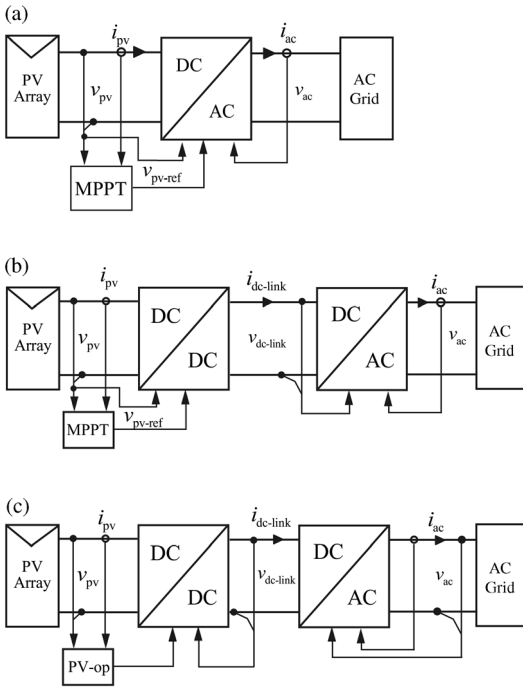 (a)
i_pv
i_ac
PV
Array
v_pv
DC
AC
v_ac
AC
Grid
MPPT
v_pv-ref
(b)
i_pv
i_dc-link
i_ac
PV
Array
v_pv
DC
DC
v_dc-link
DC
AC
v_ac
AC
Grid
MPPT
v_pv-ref
(c)
i_pv
i_dc-link
i_ac
PV
Array
v_pv
DC
DC
v_dc-link
DC
AC
v_ac
AC
Grid
PV-op